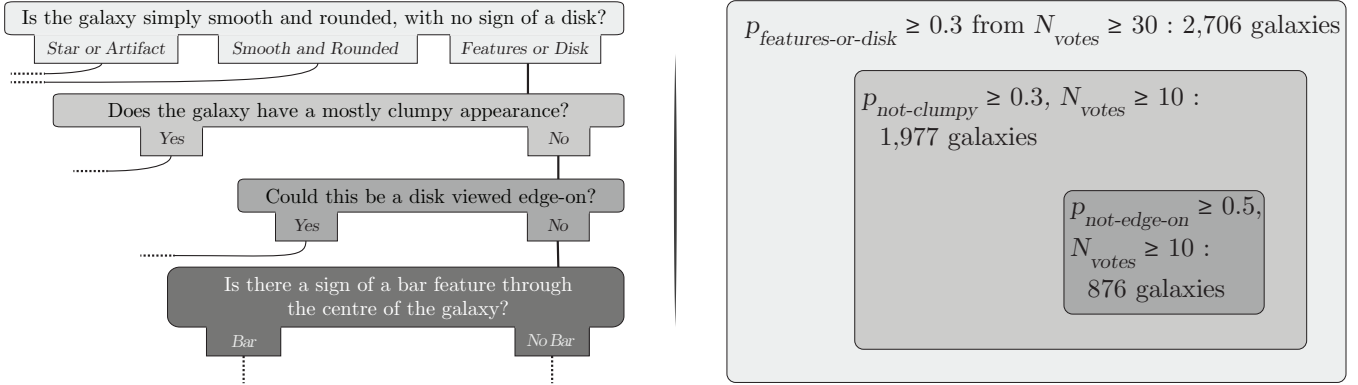 Is the galaxy simply smooth and rounded, with no sign of a disk?
Star or Artifact
Smooth and Rounded
Features or Disk
Does the galaxy have a mostly clumpy appearance?
Yes
No
Could this be a disk viewed edge-on?
Yes
No
Is there a sign of a bar feature through
the centre of the galaxy?
Bar
No Bar
p_features-or-disk ≥ 0.3 from N_votes ≥ 30 : 2,706 galaxies
p_not-clumpy ≥ 0.3, N_votes ≥ 10 :
1,977 galaxies
p_not-edge-on ≥ 0.5,
N_votes ≥ 10 :
876 galaxies